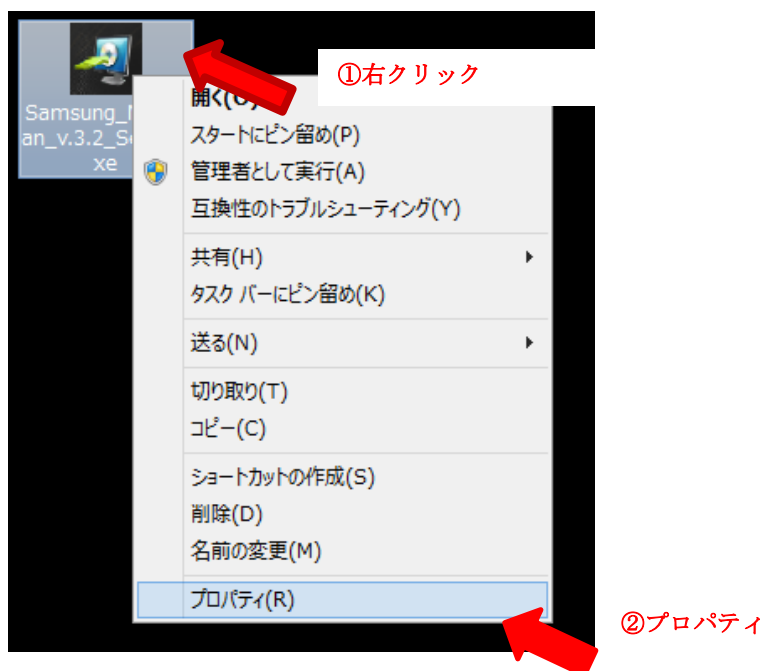 ①右クリック
Samsung_
an_v.3.2_S
xe
開く(O)
スタートにピン留め(P)
管理者として実行(A)
互換性のトラブルシューティング(Y)
共有(H)
タスク バーにピン留め(K)
送る(N)
切り取り(T)
コピー(C)
ショートカットの作成(S)
削除(D)
名前の変更(M)
プロパティ(R)
②プロパティ